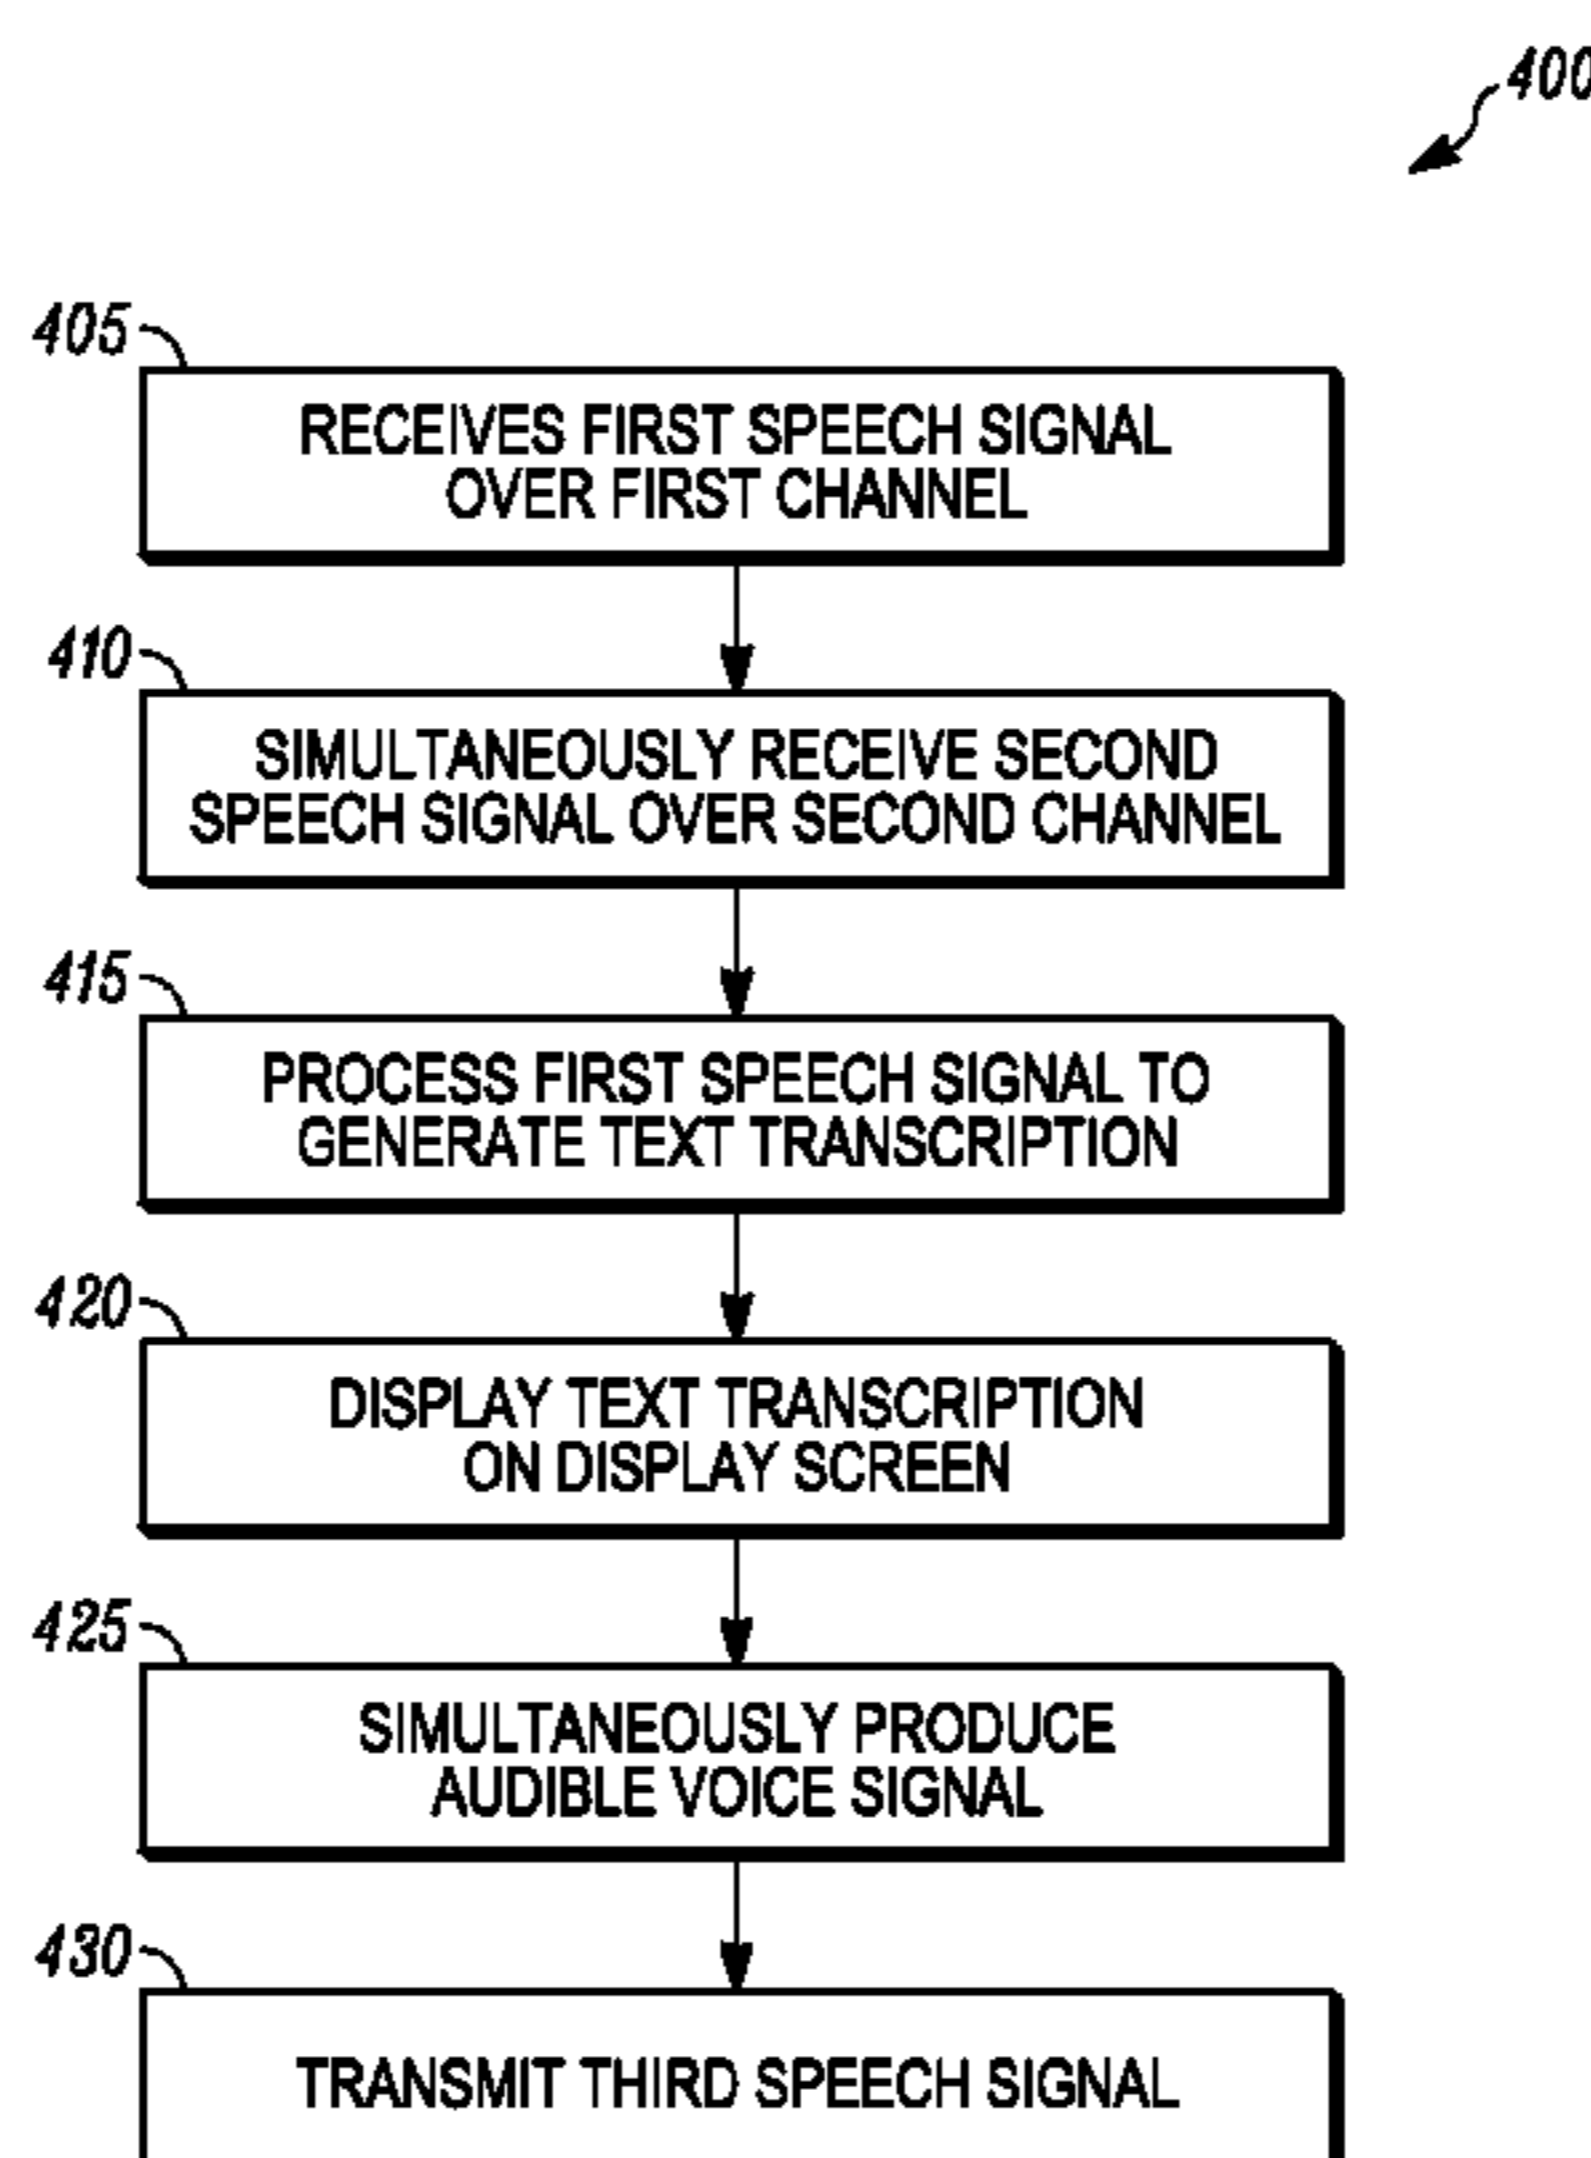 400
405
RECEIVES FIRST SPEECH SIGNAL
OVER FIRST CHANNEL
410
SIMULTANEOUSLY RECEIVE SECOND
SPEECH SIGNAL OVER SECOND CHANNEL
415
PROCESS FIRST SPEECH SIGNAL TO
GENERATE TEXT TRANSCRIPTION
420
DISPLAY TEXT TRANSCRIPTION
ON DISPLAY SCREEN
425
SIMULTANEOUSLY PRODUCE
AUDIBLE VOICE SIGNAL
430
TRANSMIT THIRD SPEECH SIGNAL